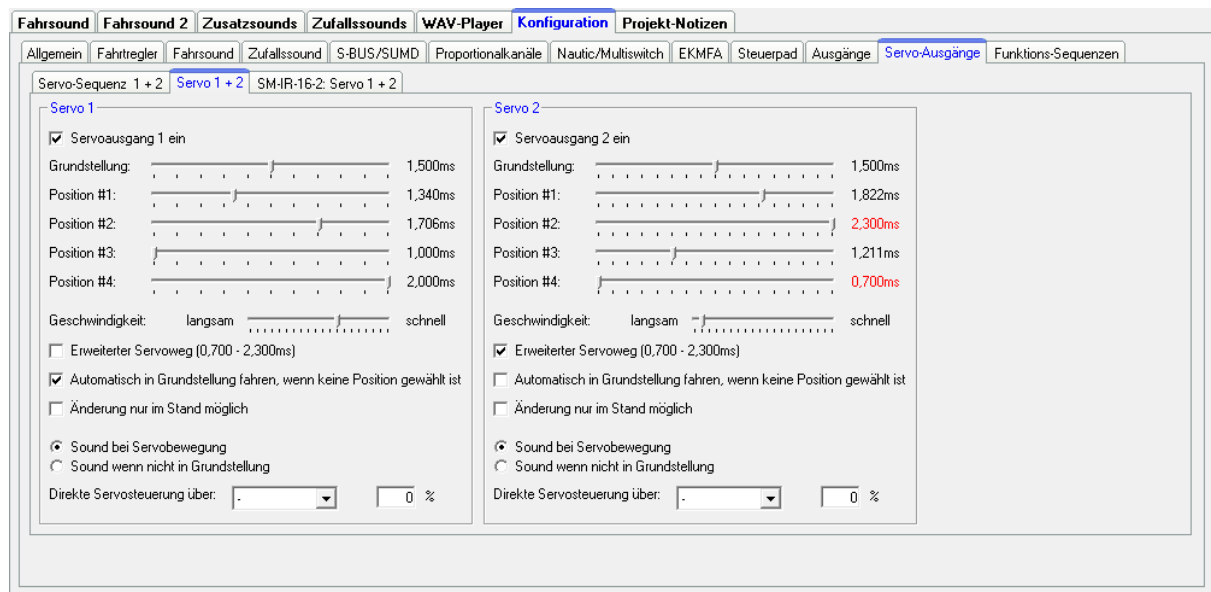 Fahrsound Fahrsound 2 Zusatzsounds Zufallssounds WAV-Player Konfiguration Projekt-Notizen
Allgemein Fahrtregler Fahrsound Zufallssound S-BUS/SUMD Proportionalkanäle Nautic/Multiswitch EKMFA Steuerpad Ausgänge Servo-Ausgänge Funktions-Sequenzen
Servo-Sequenz 1 + 2 Servo 1 + 2 SM-IR-16-2: Servo 1 + 2
Servo 1
Servoausgang 1 ein
Grundstellung: 1,500ms
Position #1: 1,340ms
Position #2: 1,706ms
Position #3: 1,000ms
Position #4: 2,000ms
Geschwindigkeit: langsam schnell
Erweiterter Servoweg (0,700 - 2,300ms)
Automatisch in Grundstellung fahren, wenn keine Position gewählt ist
Änderung nur im Stand möglich
Sound bei Servobewegung
Sound wenn nicht in Grundstellung
Direkte Servosteuerung über: - 0 %
Servo 2
Servoausgang 2 ein
Grundstellung: 1,500ms
Position #1: 1,822ms
Position #2: 2,300ms
Position #3: 1,211ms
Position #4: 0,700ms
Geschwindigkeit: langsam schnell
Erweiterter Servoweg (0,700 - 2,300ms)
Automatisch in Grundstellung fahren, wenn keine Position gewählt ist
Änderung nur im Stand möglich
Sound bei Servobewegung
Sound wenn nicht in Grundstellung
Direkte Servosteuerung über: - 0 %